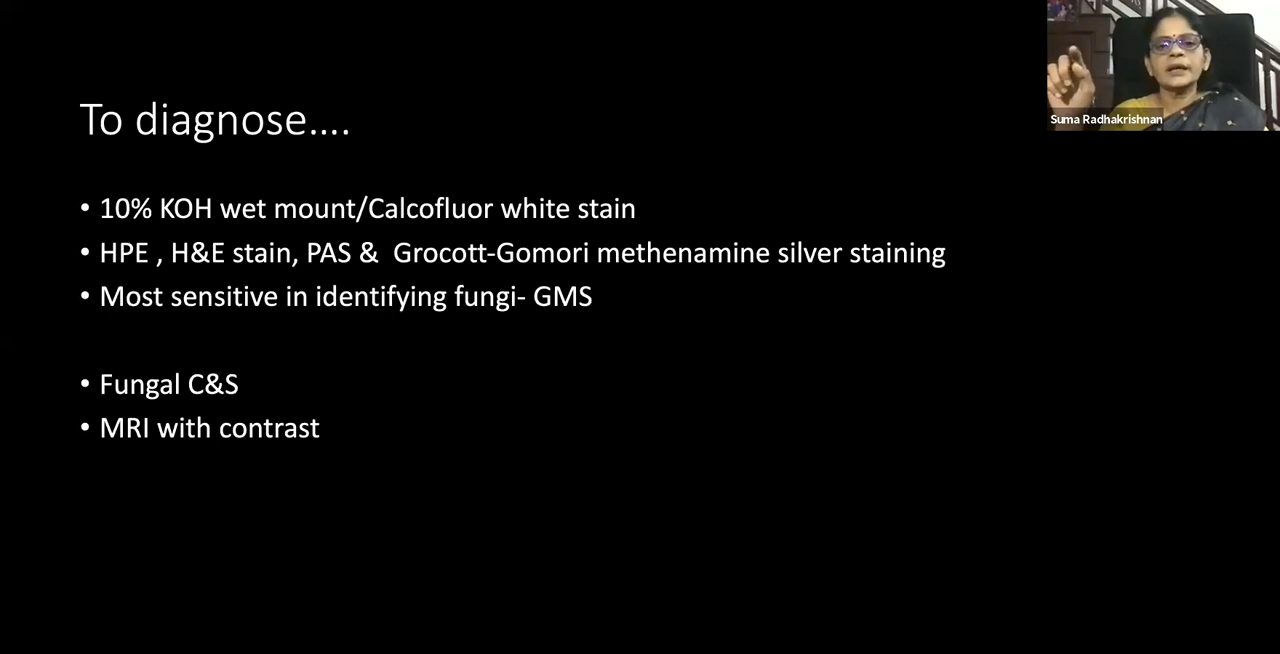 To diagnose....
• 10% KOH wet mount/Calcofluor white stain
• HPE , H&E stain, PAS &  Grocott-Gomori methenamine silver staining
• Most sensitive in identifying fungi- GMS
• Fungal C&S
• MRI with contrast
Suma Radhakrishnan